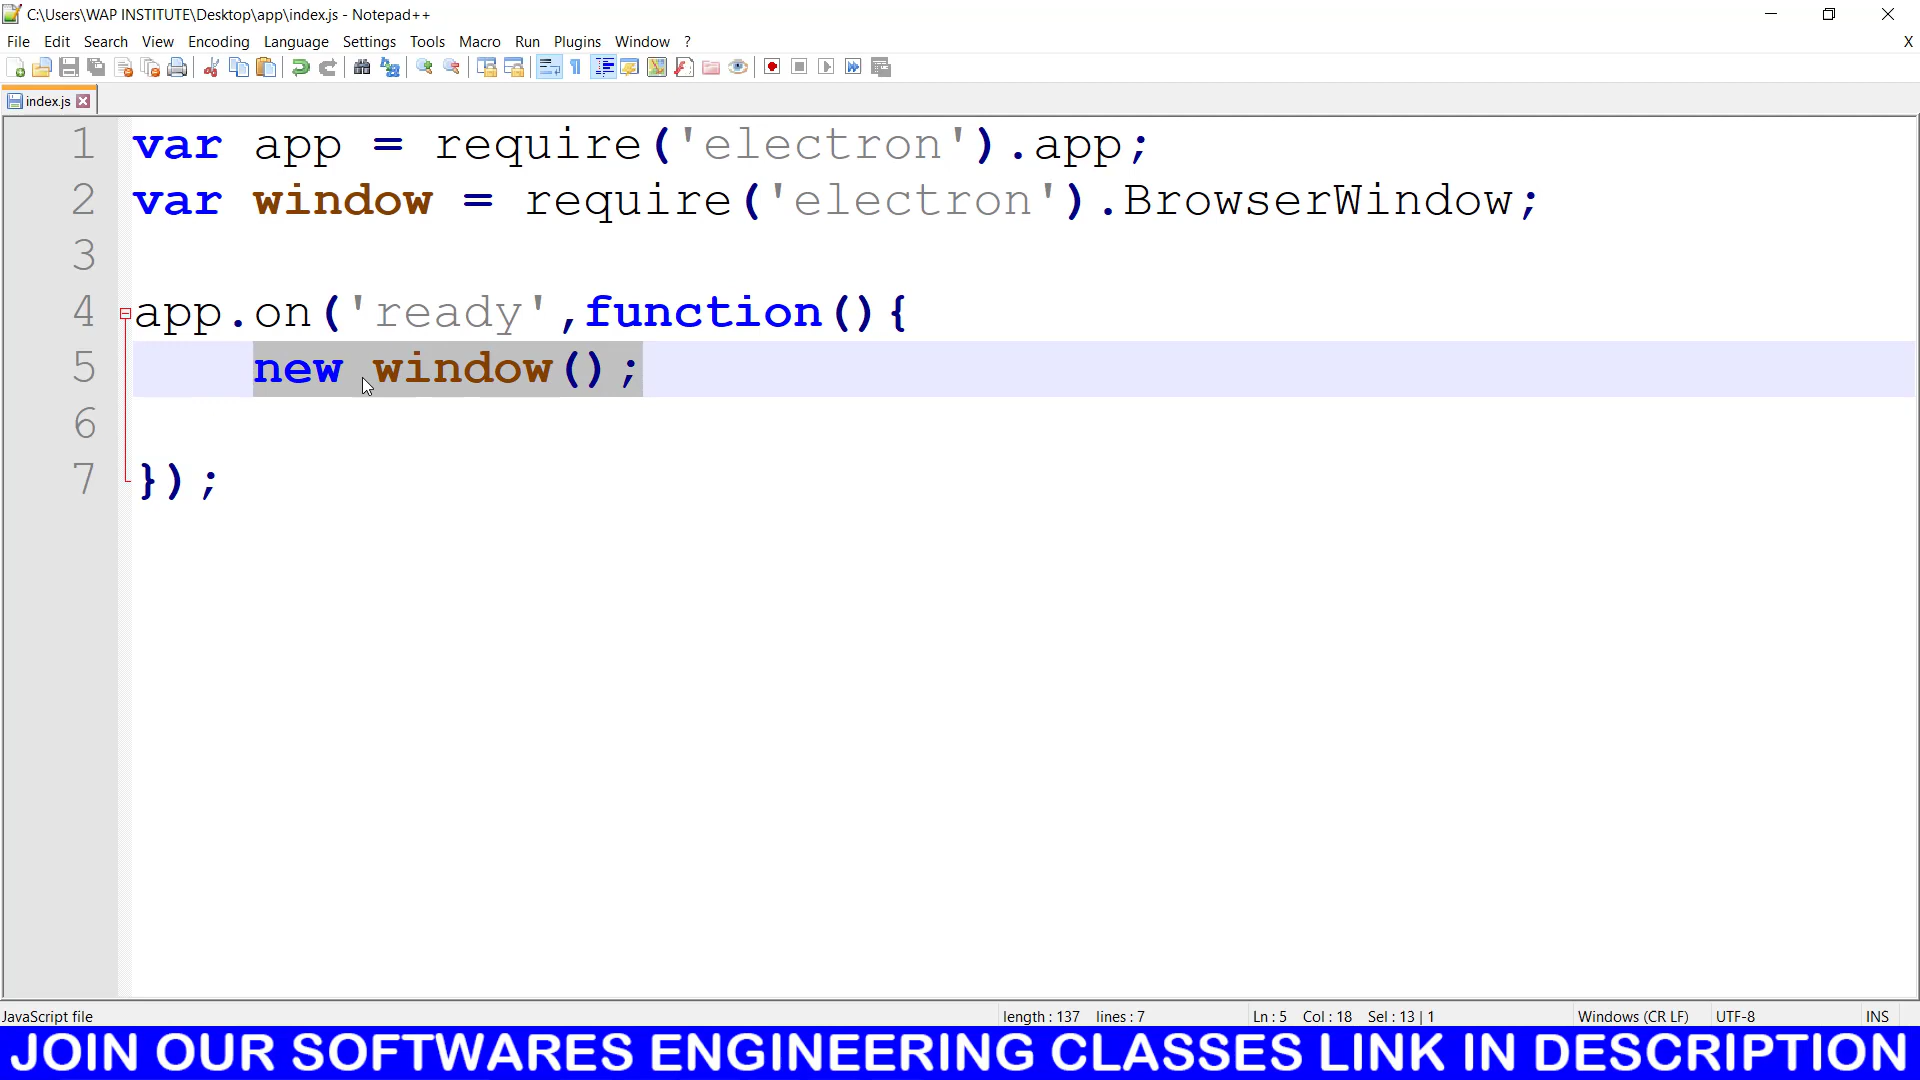 C:\Users\WAP INSTITUTE\Desktop\app\index.js - Notepad++
File Edit Search View Encoding Language Settings Tools Macro Run Plugins Window ? X
index.js
1 var app = require('electron').app;
2 var window = require('electron').BrowserWindow;
3
4 app.on('ready',function(){
5 new window();
6
7 });
JavaScript file length : 137 lines : 7 Ln : 5 Col : 18 Sel : 13 | 1 Windows (CR LF) UTF-8 INS
JOIN OUR SOFTWARES ENGINEERING CLASSES LINK IN DESCRIPTION